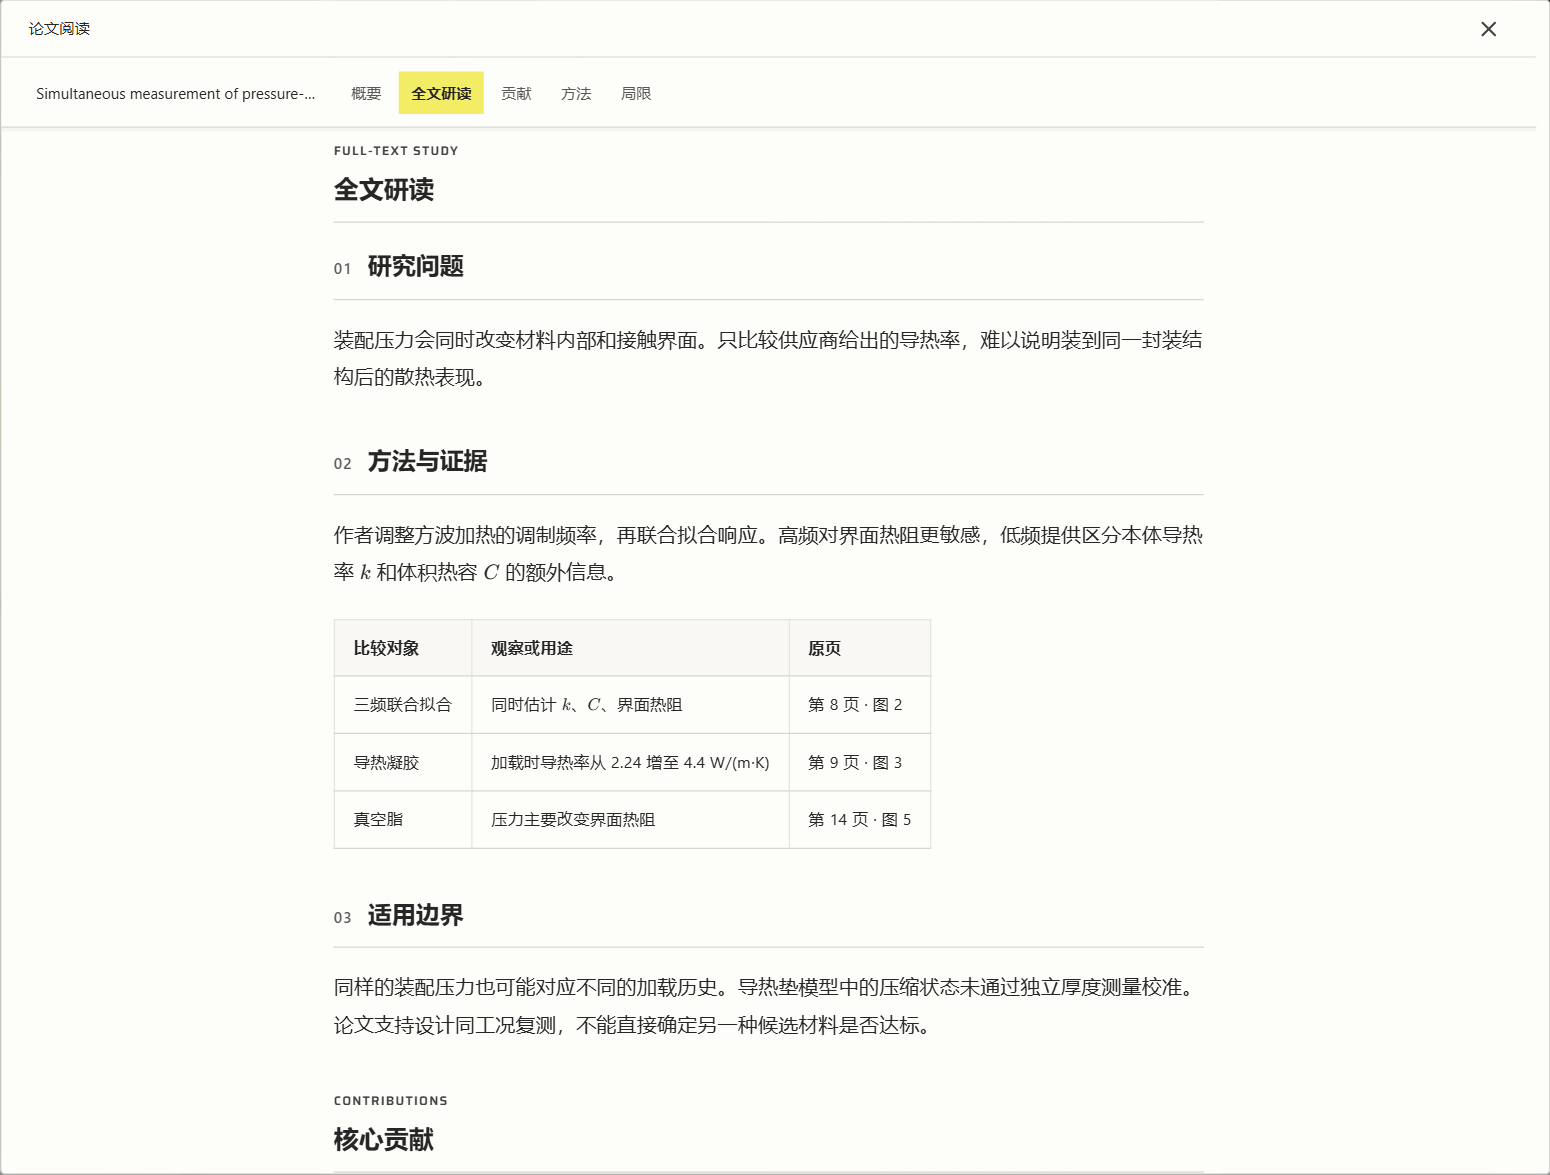 论文阅读
Simultaneous measurement of pressure-...
概要
全文研读
贡献
方法
局限
FULL-TEXT STUDY
全文研读
01 研究问题
装配压力会同时改变材料内部和接触界面。只比较供应商给出的导热率，难以说明装到同一封装结
构后的散热表现。
02 方法与证据
作者调整方波加热的调制频率，再联合拟合响应。高频对界面热阻更敏感，低频提供区分本体导热
率 k 和体积热容 C 的额外信息。
比较对象 观察或用途 原页
三频联合拟合 同时估计 k、C、界面热阻 第 8 页 · 图 2
导热凝胶 加载时导热率从 2.24 增至 4.4 W/(m·K) 第 9 页 · 图 3
真空脂 压力主要改变界面热阻 第 14 页 · 图 5
03 适用边界
同样的装配压力也可能对应不同的加载历史。导热垫模型中的压缩状态未通过独立厚度测量校准。
论文支持设计同工况复测，不能直接确定另一种候选材料是否达标。
CONTRIBUTIONS
核心贡献